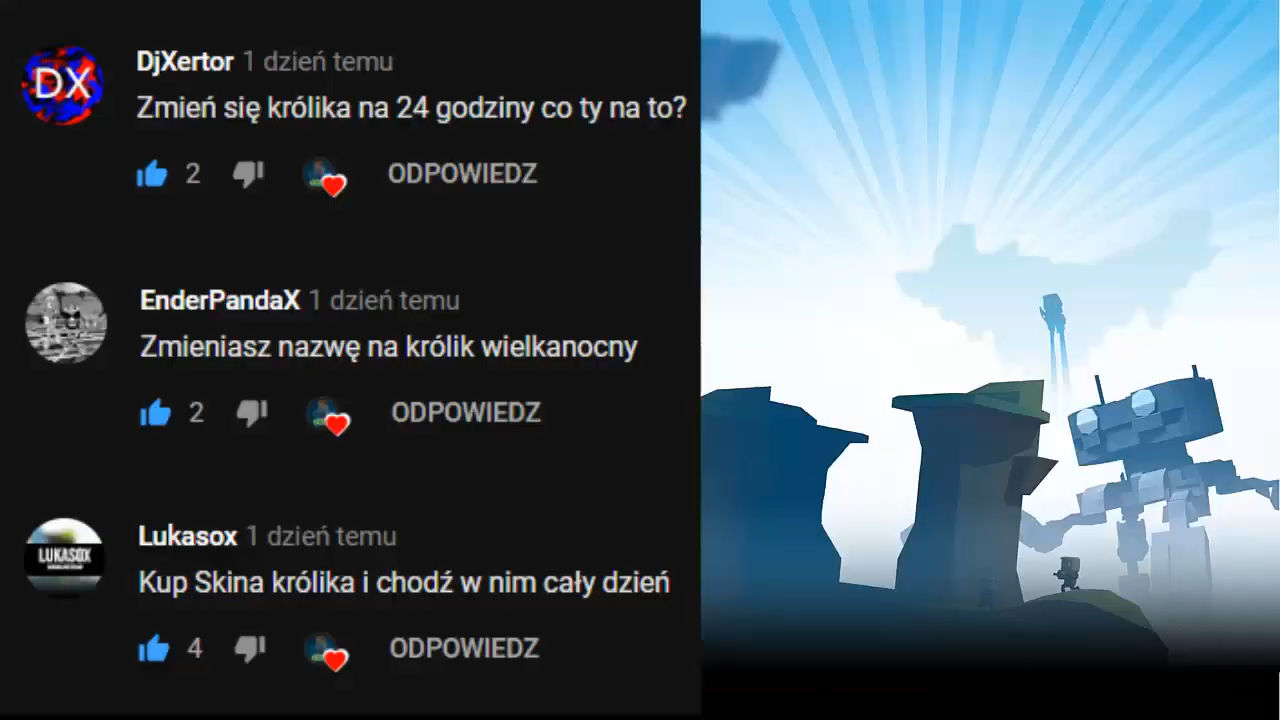 DX
DjXertor 1 dzień temu
Zmień się królika na 24 godziny co ty na to?
2 ODPOWIEDZ
EnderPandaX 1 dzień temu
Zmieniasz nazwę na królik wielkanocny
2 ODPOWIEDZ
LUKASOX
Lukasox 1 dzień temu
Kup Skina królika i chodź w nim cały dzień
4 ODPOWIEDZ